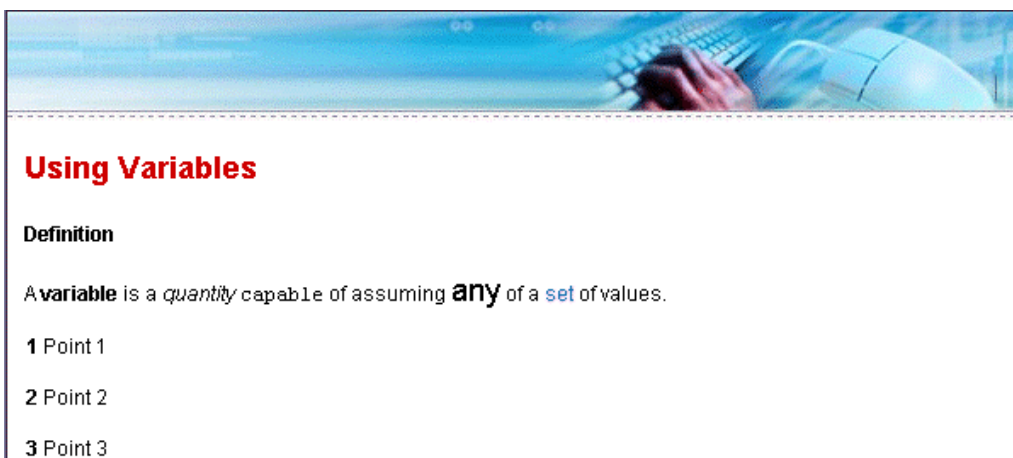 Using Variables
Definition
A variable is a quantity capable of assuming any of a set of values.
1 Point 1
2 Point 2
3 Point 3